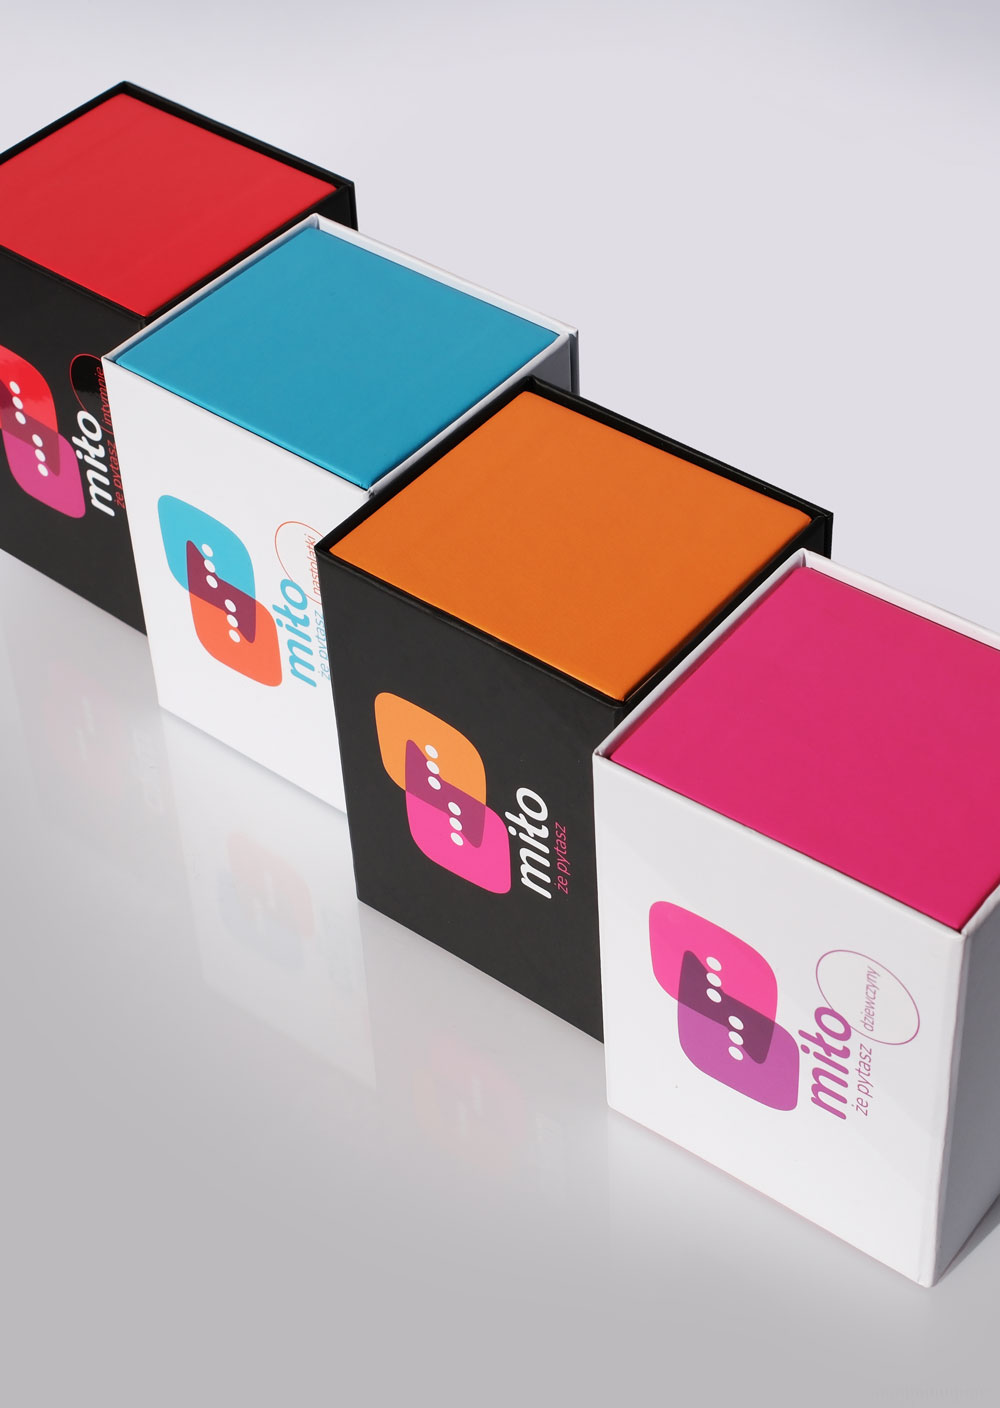 miło
że pytasz intymnie
miło
że pytasz nastolatki
miło
że pytasz
miło
że pytasz dziewczyny